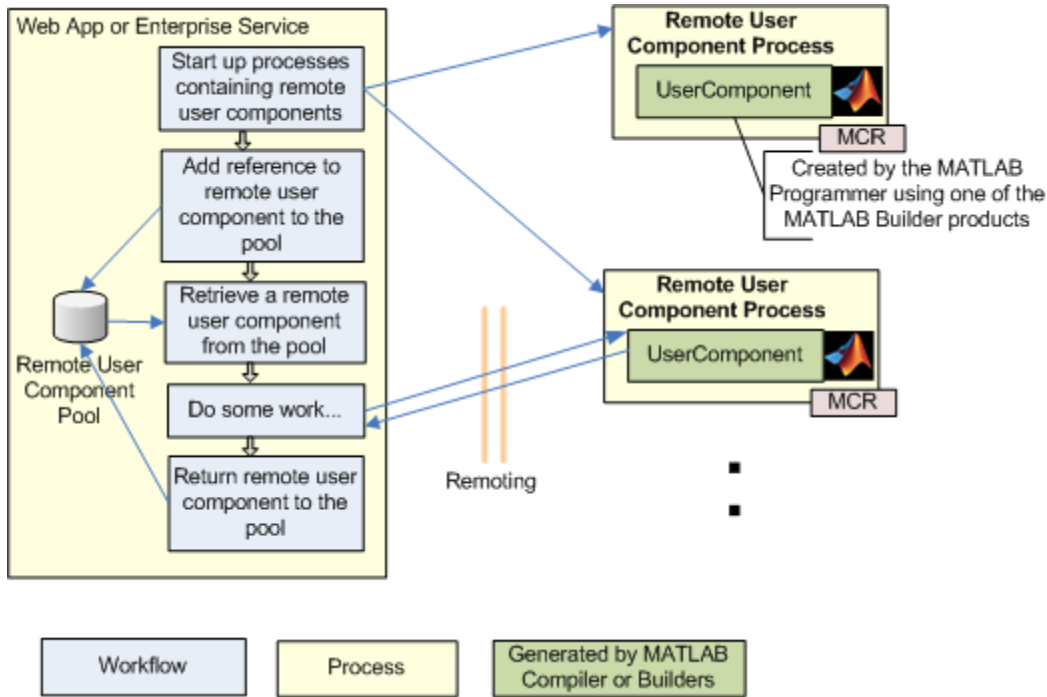 Web App or Enterprise Service
Start up processes
containing remote
user components
Add reference to
remote user
component to the
pool
Retrieve a remote
user component
from the pool
Remote User
Component
Pool
Do some work...
Return remote user
component to the
pool
Remoting
Remote User
Component Process
UserComponent
MCR
Created by the MATLAB
Programmer using one of the
MATLAB Builder products
Remote User
Component Process
UserComponent
MCR
Workflow
Process
Generated by MATLAB
Compiler or Builders